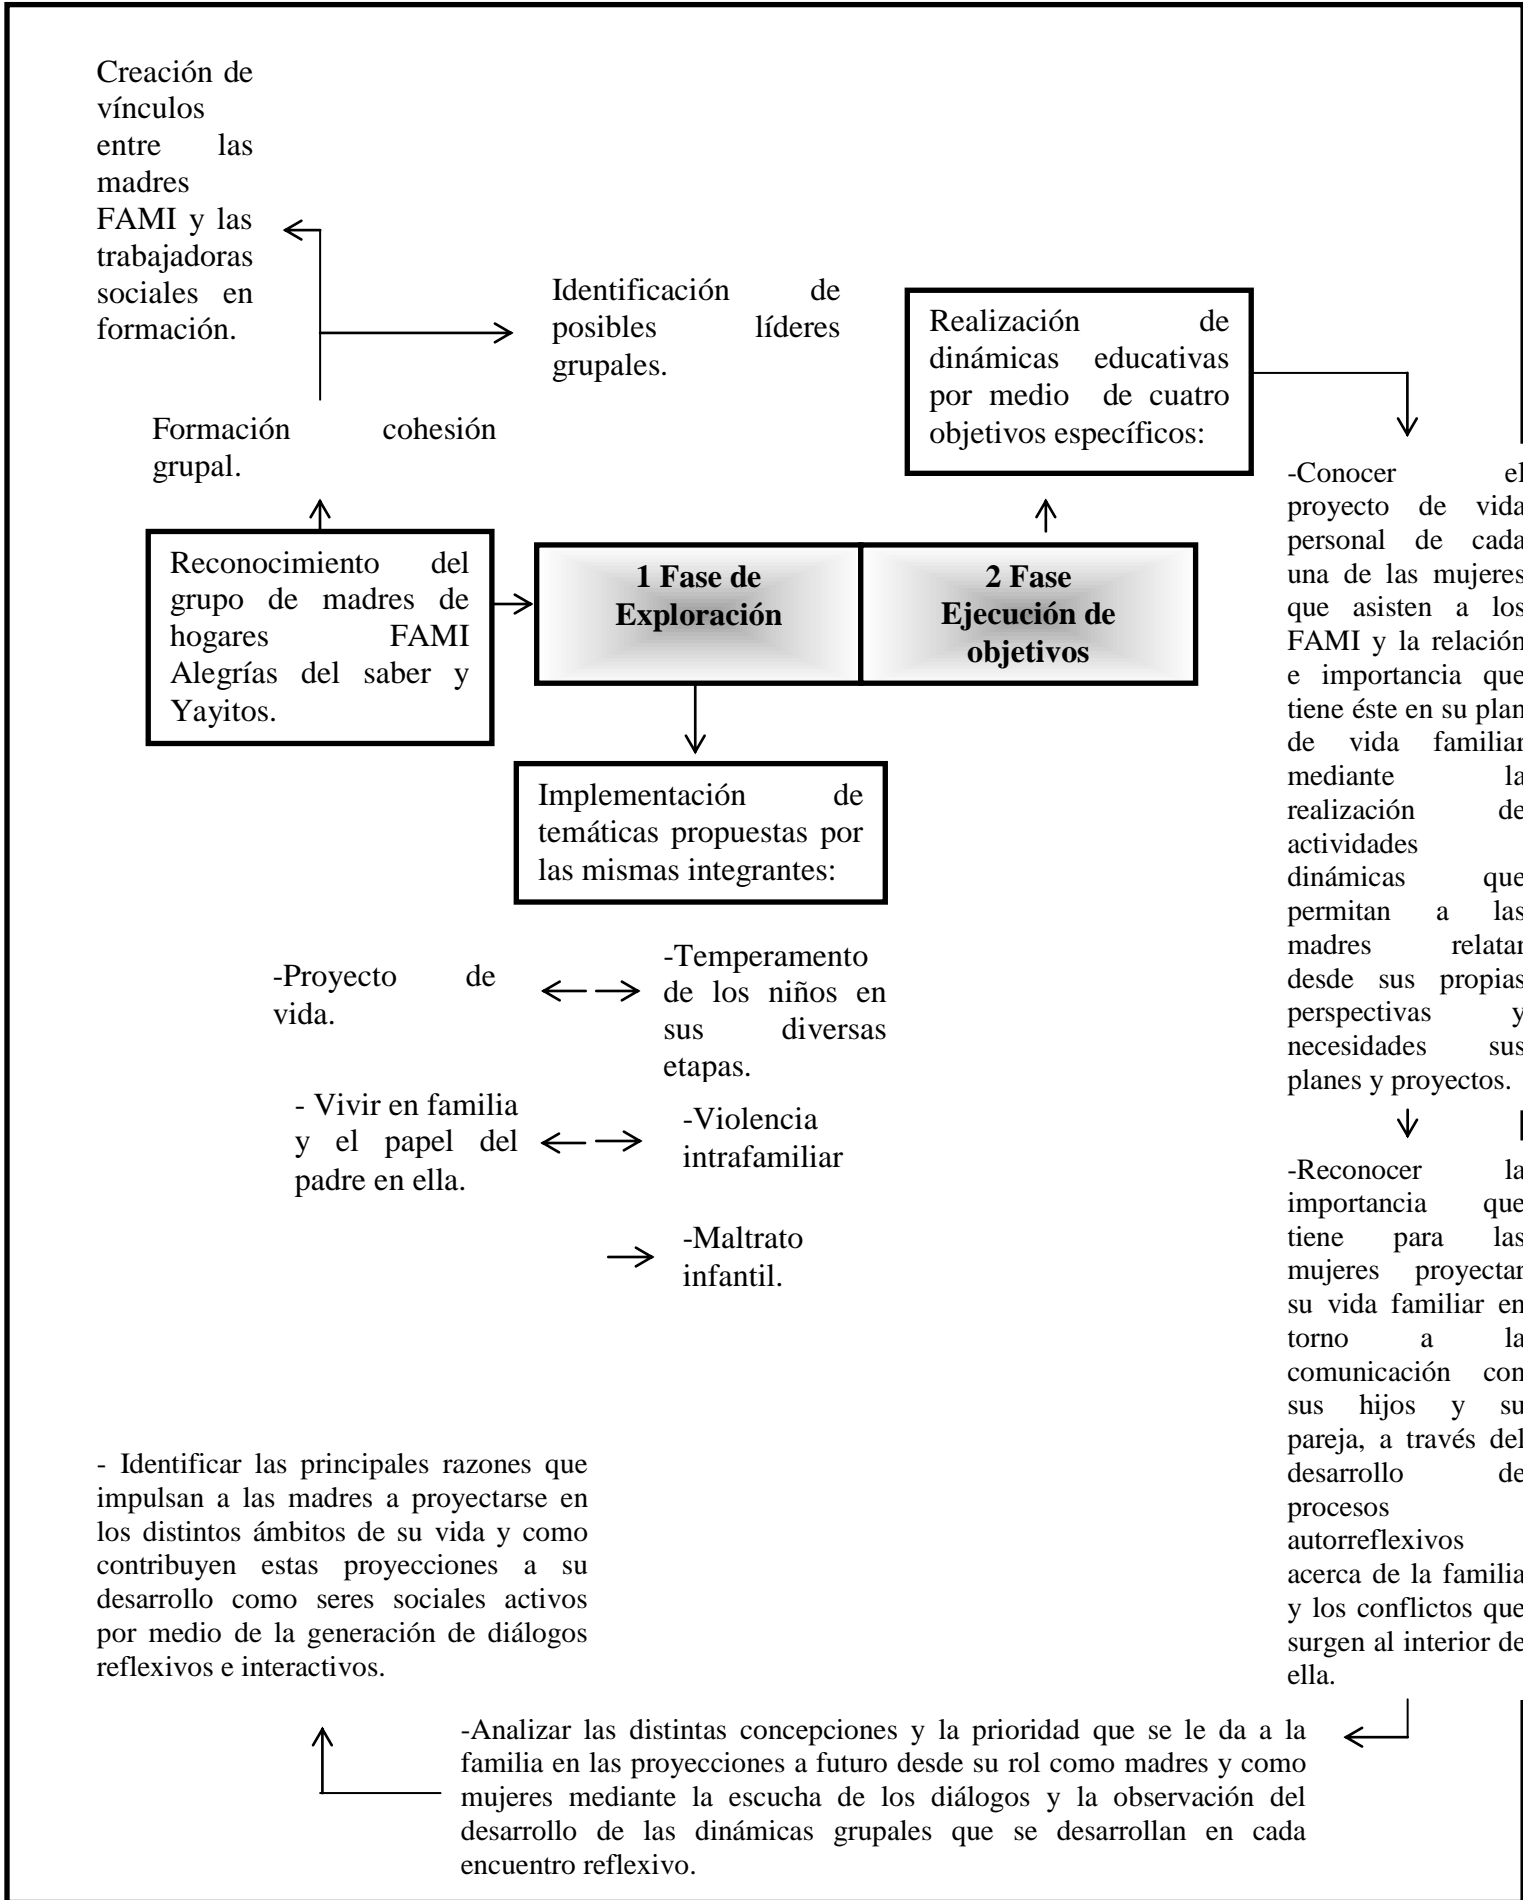 Creación de
vínculos
entre las
madres
FAMI y las
trabajadoras
sociales en
formación.
Identificación de
posibles líderes
grupales.
Realización de
dinámicas educativas
por medio de cuatro
objetivos específicos:
Formación cohesión
grupal.
Reconocimiento del
grupo de madres de
hogares FAMI
Alegrías del saber y
Yayitos.
1 Fase de
Exploración
2 Fase
Ejecución de
objetivos
Implementación de
temáticas propuestas por
las mismas integrantes:
-Proyecto de
vida.
-Temperamento
de los niños en
sus diversas
etapas.
- Vivir en familia
y el papel del
padre en ella.
-Violencia
intrafamiliar
-Maltrato
infantil.
-Conocer el
proyecto de vida
personal de cada
una de las mujeres
que asisten a los
FAMI y la relación
e importancia que
tiene éste en su plan
de vida familiar
mediante la
realización de
actividades
dinámicas que
permitan a las
madres relatar
desde sus propias
perspectivas y
necesidades sus
planes y proyectos.
-Reconocer la
importancia que
tiene para las
mujeres proyectar
su vida familiar en
torno a la
comunicación con
sus hijos y su
pareja, a través del
desarrollo de
procesos
autorreflexivos
acerca de la familia
y los conflictos que
surgen al interior de
ella.
-Analizar las distintas concepciones y la prioridad que se le da a la
familia en las proyecciones a futuro desde su rol como madres y como
mujeres mediante la escucha de los diálogos y la observación del
desarrollo de las dinámicas grupales que se desarrollan en cada
encuentro reflexivo.
- Identificar las principales razones que
impulsan a las madres a proyectarse en
los distintos ámbitos de su vida y como
contribuyen estas proyecciones a su
desarrollo como seres sociales activos
por medio de la generación de diálogos
reflexivos e interactivos.